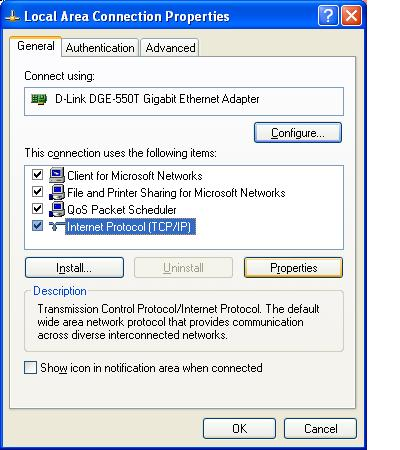 Local Area Connection Properties
General
Authentication
Advanced
Connect using:
D-Link DGE-550T Gigabit Ethernet Adapter
Configure...
This connection uses the following items:
Client for Microsoft Networks
File and Printer Sharing for Microsoft Networks
QoS Packet Scheduler
Internet Protocol (TCP/IP)
Install...
Uninstall
Properties
Description
Transmission Control Protocol/Internet Protocol. The default
wide area network protocol that provides communication
across diverse interconnected networks.
Show icon in notification area when connected
OK
Cancel